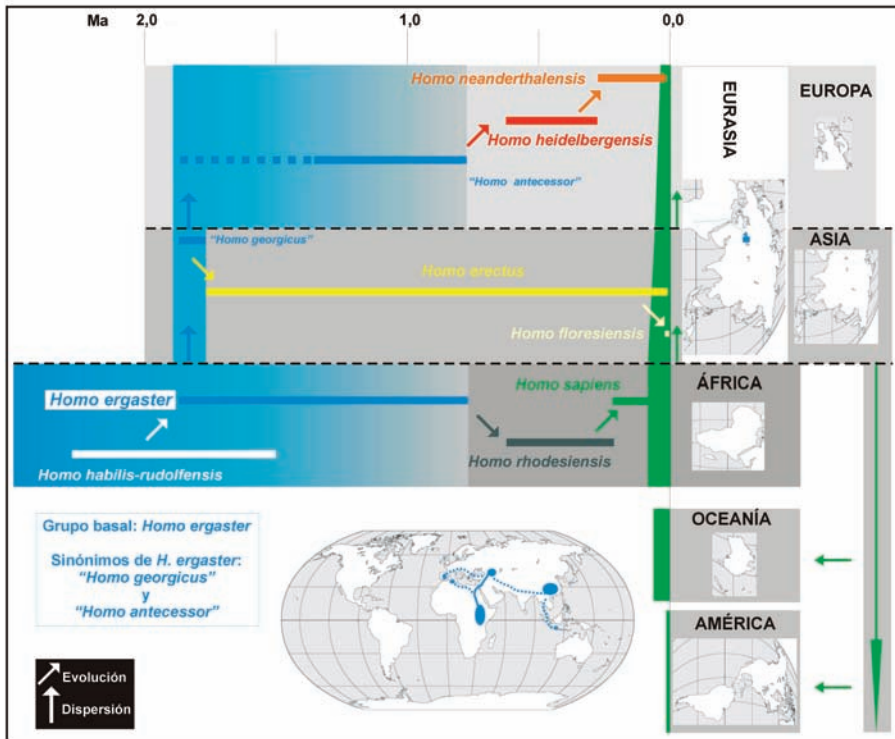 Ma 2,0 1,0 0,0
Homo neanderthalensis
Homo heidelbergensis
"Homo antecessor"
EURASIA
EUROPA
"Homo georgicus"
Homo erectus
Homo floresiensis
ASIA
Homo ergaster
Homo sapiens
ÁFRICA
Homo habilis-rudolfensis
Homo rhodesiensis
Grupo basal: Homo ergaster
Sinónimos de H. ergaster:
"Homo georgicus"
y
"Homo antecessor"
OCEANÍA
AMÉRICA
Evolución
Dispersión